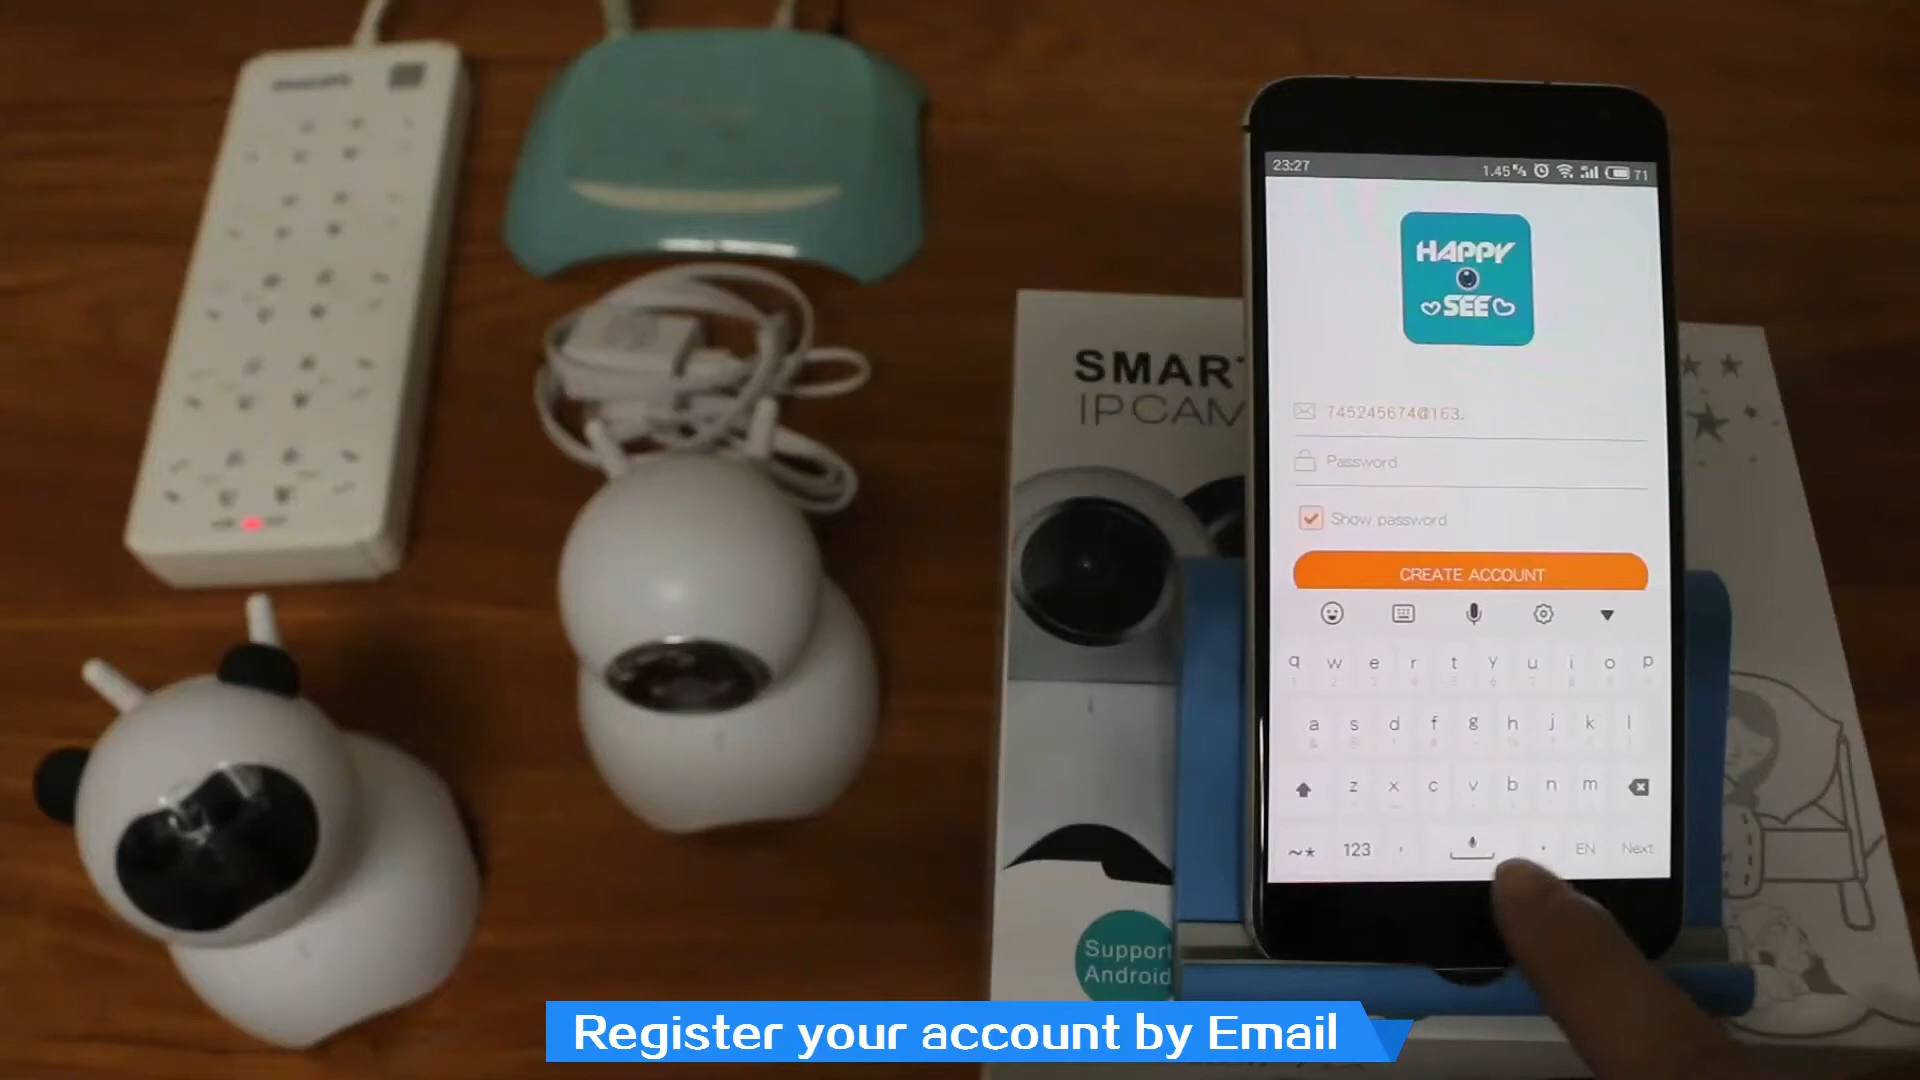 23:27
1.45 K/s
71
HAPPY
SEE
SMAR
IPCAM
745245674@163.
Password
Show password
CREATE ACCOUNT
q w e r t y u i o p
a s d f g h j k l
z x c v b n m
~* 123 , . EN Next
Support
Android
Register your account by Email